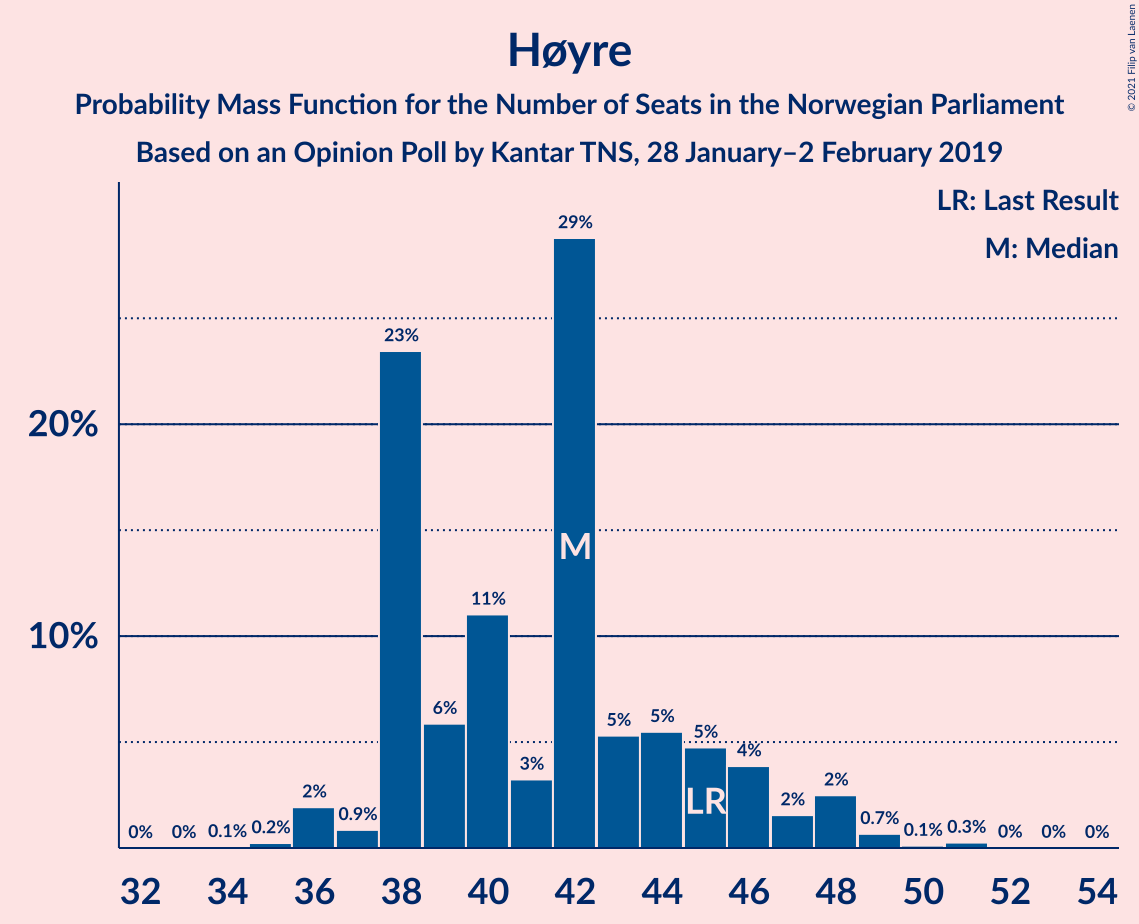 Høyre
Probability Mass Function for the Number of Seats in the Norwegian Parliament
Based on an Opinion Poll by Kantar TNS, 28 January–2 February 2019
© 2021 Filip van Laenen
LR: Last Result
M: Median
20%
10%
0%
0%
0.1%
0.2%
2%
0.9%
23%
6%
11%
3%
29%
M
5%
5%
5%
LR
4%
2%
2%
0.7%
0.1%
0.3%
0%
0%
0%
32 34 36 38 40 42 44 46 48 50 52 54